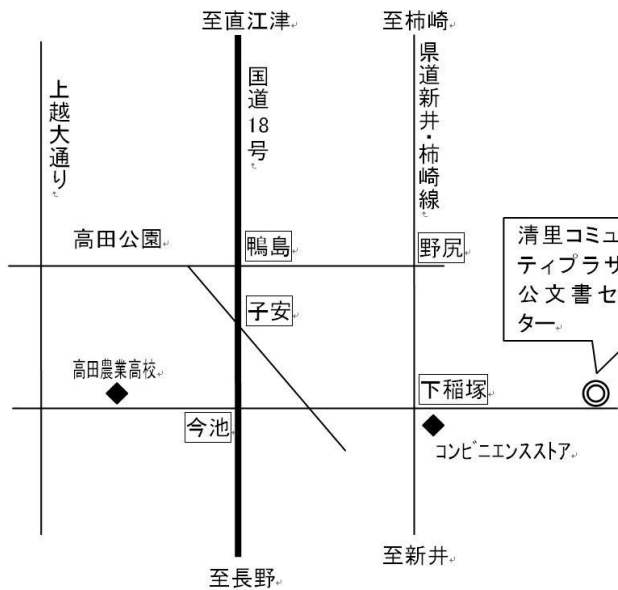 至直江津
至柿崎
上越大通り
国道18号
県道新井・柿崎線
高田公園
鴨島
野尻
清里コミュ
ティプラザ
公文書セ
ター
子安
高田農業高校
下稲塚
今池
コンビニエンスストア
至新井
至長野